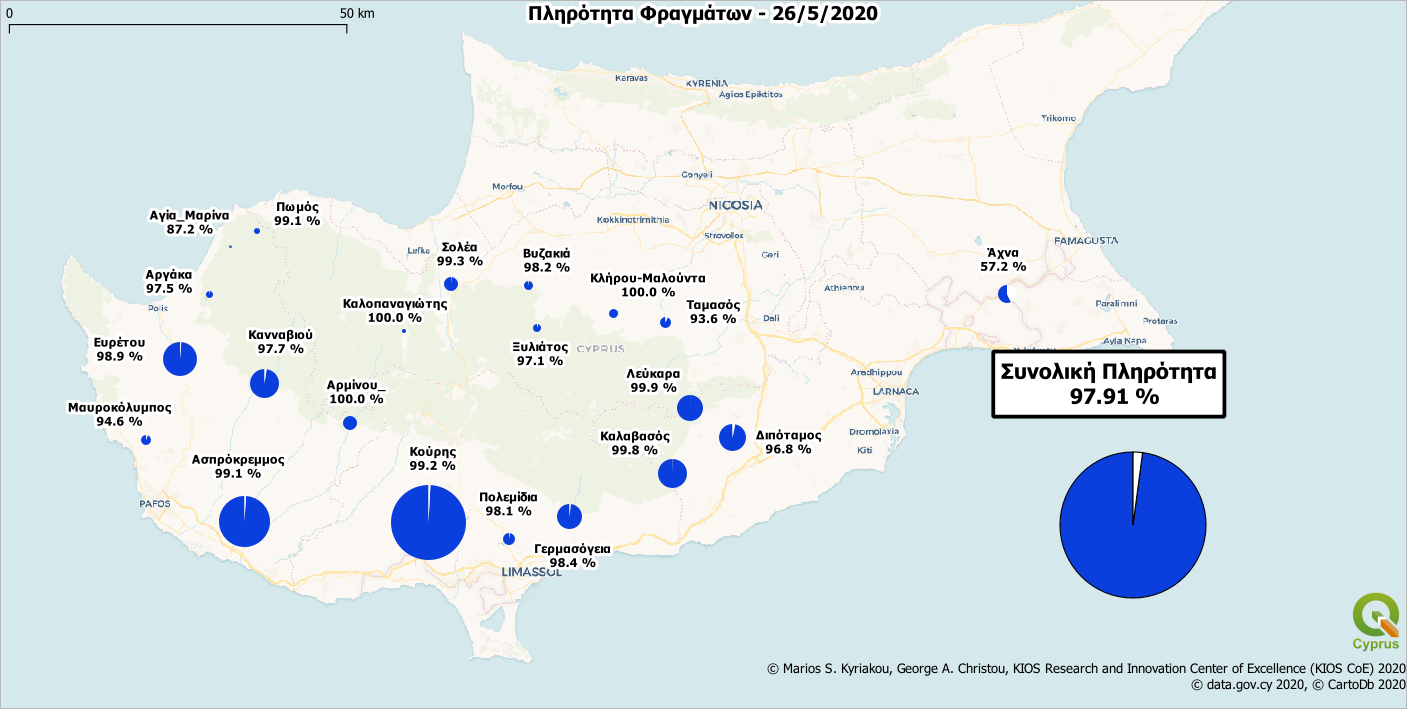 0 50 km
Πληρότητα Φραγμάτων - 26/5/2020
Karavas
KYRENIA
Agios Epiktitos
Trikomo
Gonyeli
Morfou
NICOSIA
Kokkinotrimithia
Strovolos
Lefka
Geri
FAMAGUSTA
Πωμός
99.1 %
Αγία_Μαρίνα
87.2 %
Σολέα
99.3 %
Βυζακιά
98.2 %
Άχνα
57.2 %
Αργάκα
97.5 %
Κλήρου-Μαλούντα
100.0 %
Athienou
Polis
Καλοπαναγιώτης
100.0 %
Ταμασός
93.6 %
Dali
Paralimni
Protaras
Ayia Napa
Ευρέτου
98.9 %
Κανναβιού
97.7 %
Ξυλιάτος
97.1 %
CYPRUS
Λεύκαρα
99.9 %
Aradhippou
LARNACA
Συνολική Πληρότητα
97.91 %
Αρμίνου_
100.0 %
Μαυροκόλυμπος
94.6 %
Καλαβασός
99.8 %
Διπόταμος
96.8 %
Dromolaxia
Kiti
Ασπρόκρεμμος
99.1 %
Κούρης
99.2 %
PAFOS
Πολεμίδια
98.1 %
Γερμασόγεια
98.4 %
LIMASSOL
Cyprus
© Marios S. Kyriakou, George A. Christou, KIOS Research and Innovation Center of Excellence (KIOS CoE) 2020
© data.gov.cy 2020, © CartoDb 2020